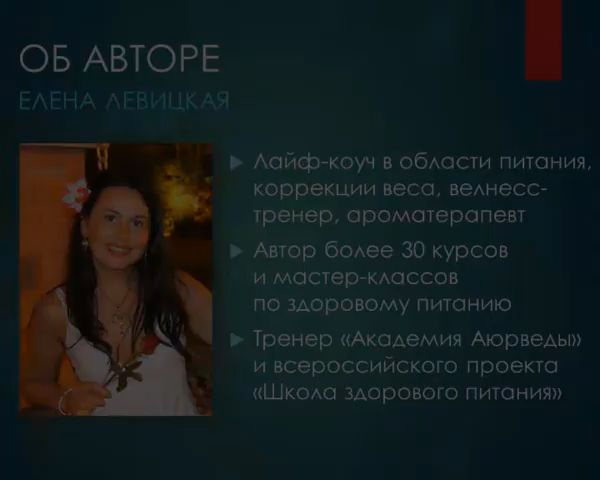 ОБ АВТОРЕ
ЕЛЕНА ЛЕВИЦКАЯ
Лайф-коуч в области питания,
коррекции веса, велнесс-
тренер, ароматерапевт
Автор более 30 курсов
и мастер-классов
по здоровому питанию
Тренер «Академия Аюрведы»
и всероссийского проекта
«Школа здорового питания»